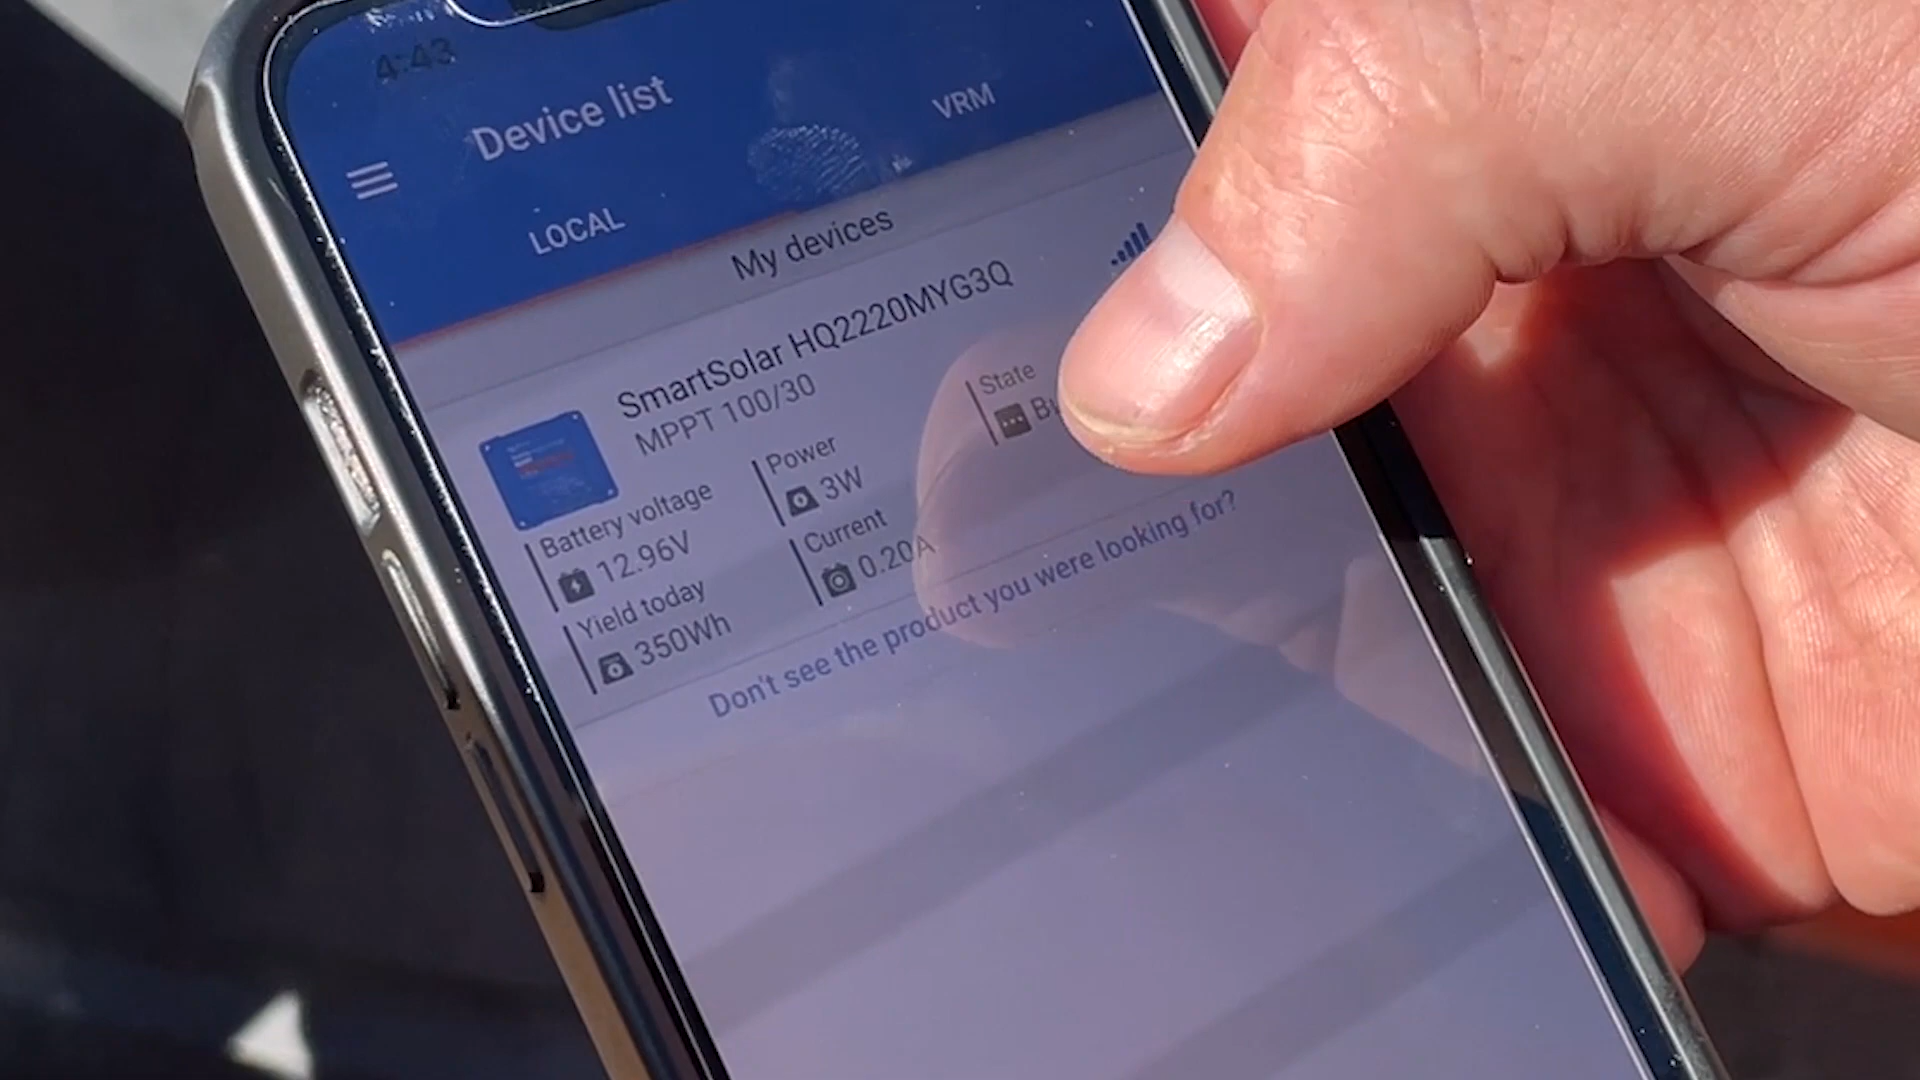 4:43
Device list
LOCAL
VRM
My devices
SmartSolar HQ2220MYG3Q
MPPT 100/30
Battery voltage
12.96V
Power
3W
State
Yield today
350Wh
Current
0.20A
Don't see the product you were looking for?